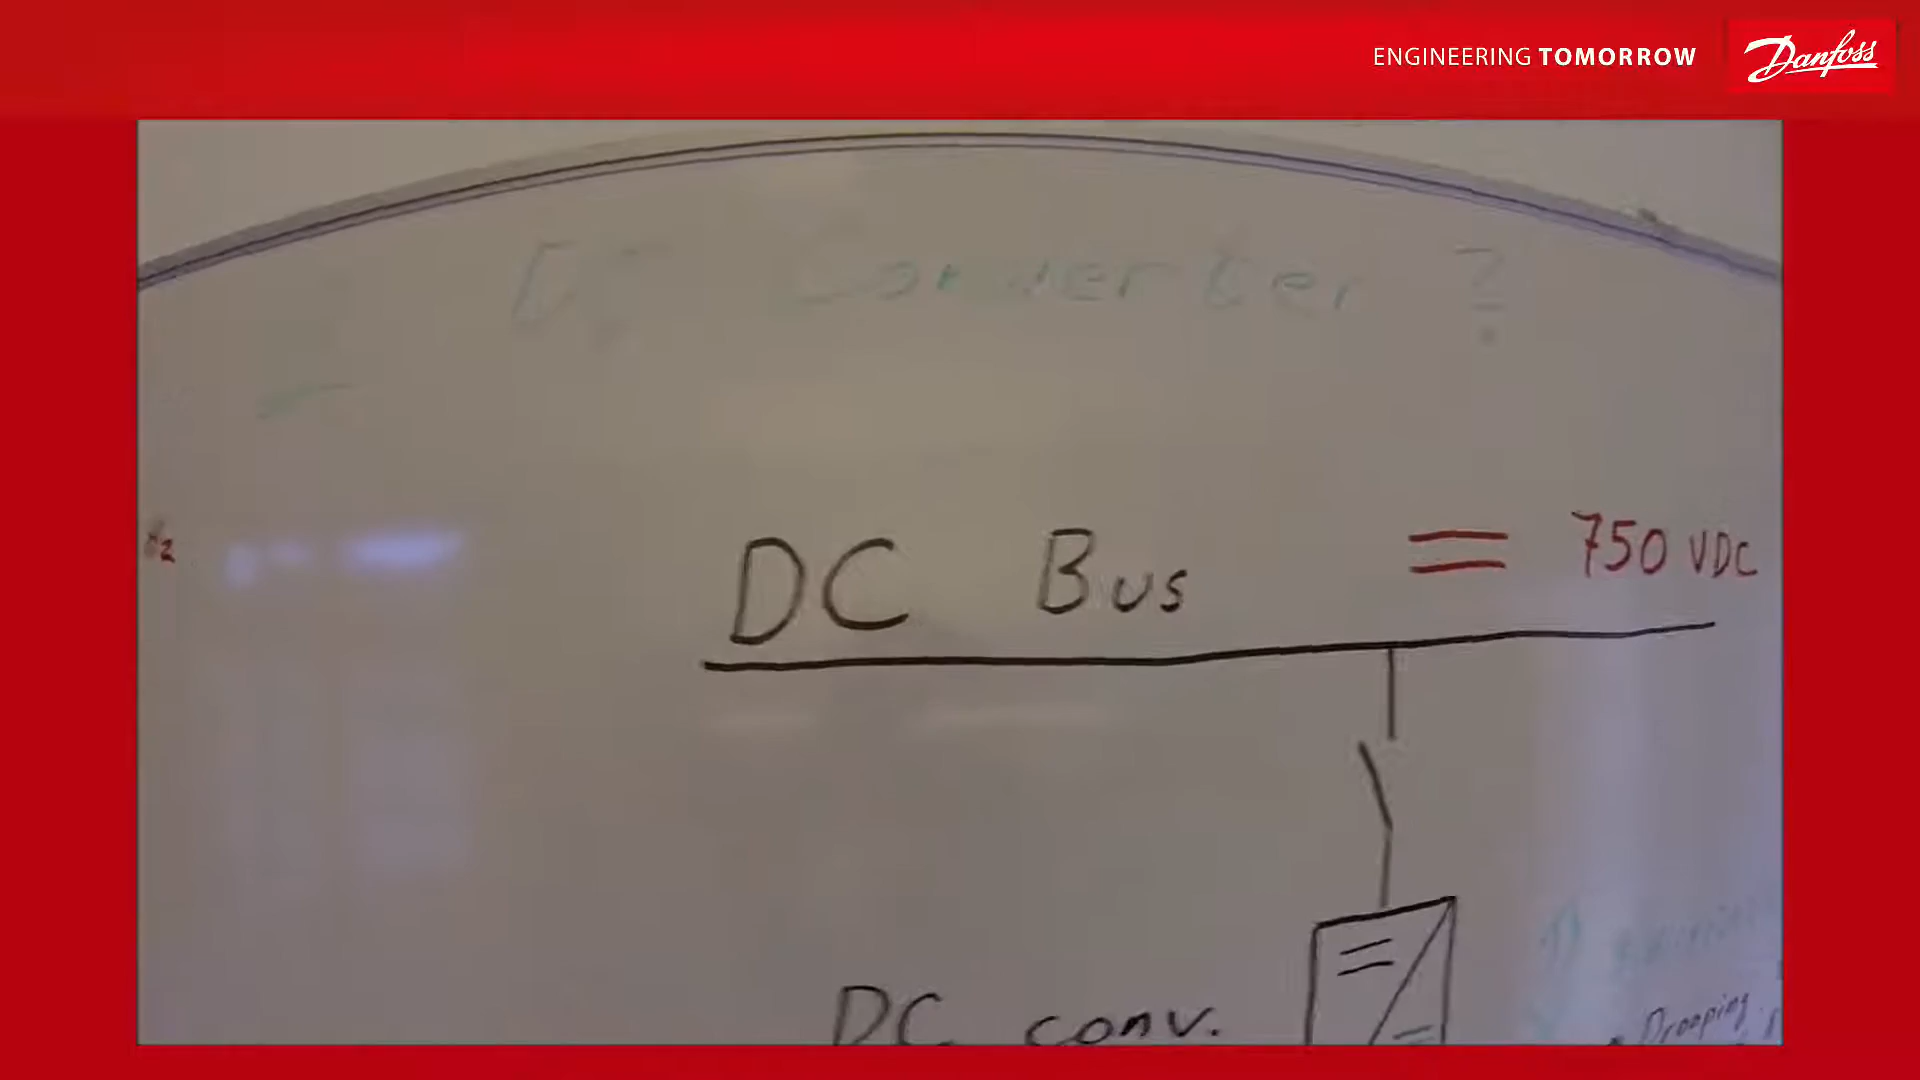 ENGINEERING TOMORROW
Danfoss
DC Converter ?
DC Bus = 750 VDC
DC conv.
Drooping